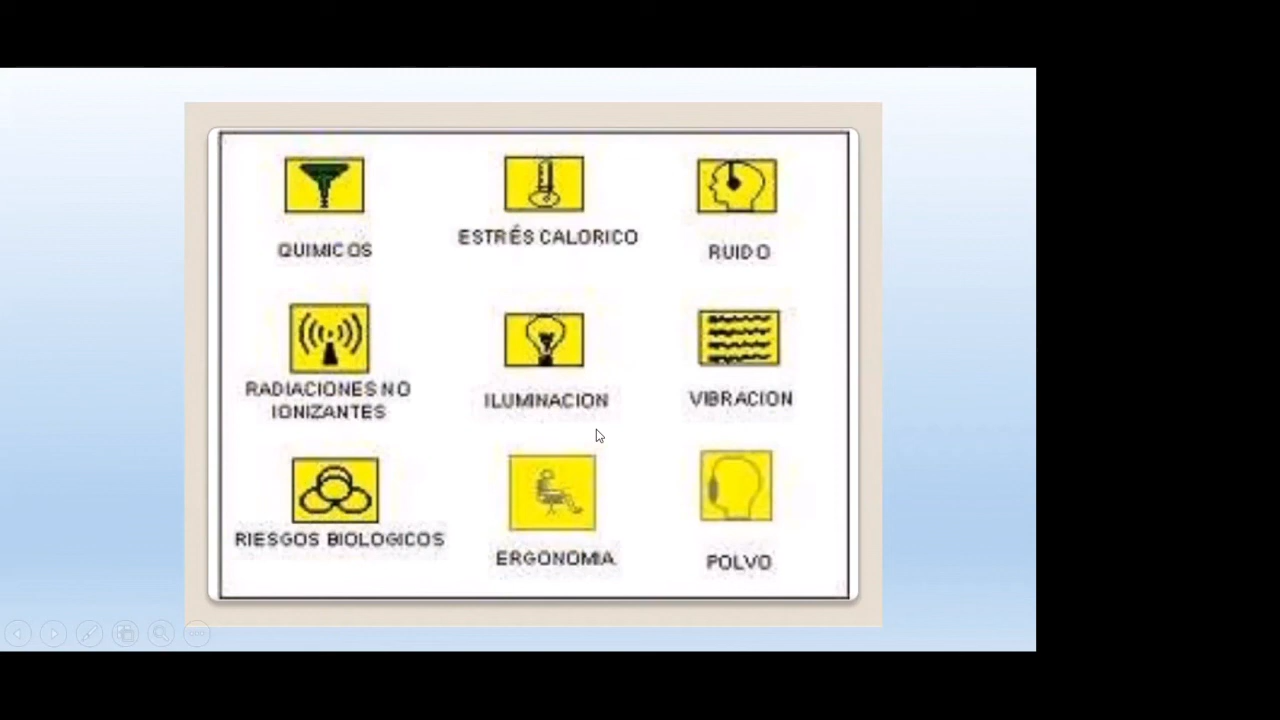 QUIMICOS
ESTRÉS CALORICO
RUIDO
RADIACIONES NO
IONIZANTES
ILUMINACION
VIBRACION
RIESGOS BIOLOGICOS
ERGONOMIA
POLVO